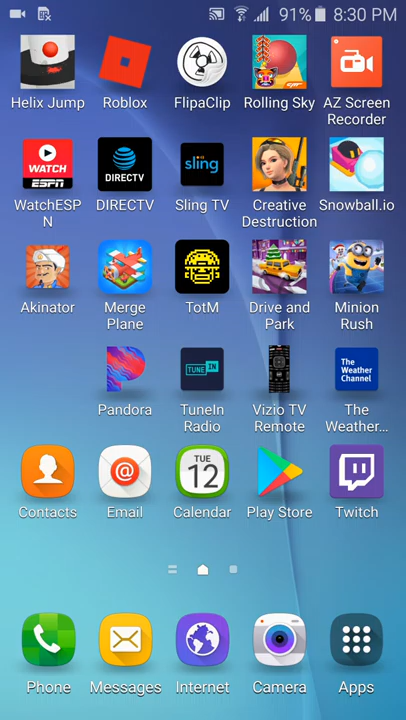 91% 8:30 PM
Helix Jump Roblox FlipaClip Rolling Sky AZ Screen
Recorder
WATCH
ESPN
AT&T
DIRECTV
sling
WatchESP DIRECTV Sling TV Creative Snowball.io
N Destruction
Akinator Merge TotM Drive and Minion
Plane Park Rush
TUNE IN
The
Weather
Channel
Pandora TuneIn Vizio TV The
Radio Remote Weather...
TUE
12
Contacts Email Calendar Play Store Twitch
Phone Messages Internet Camera Apps